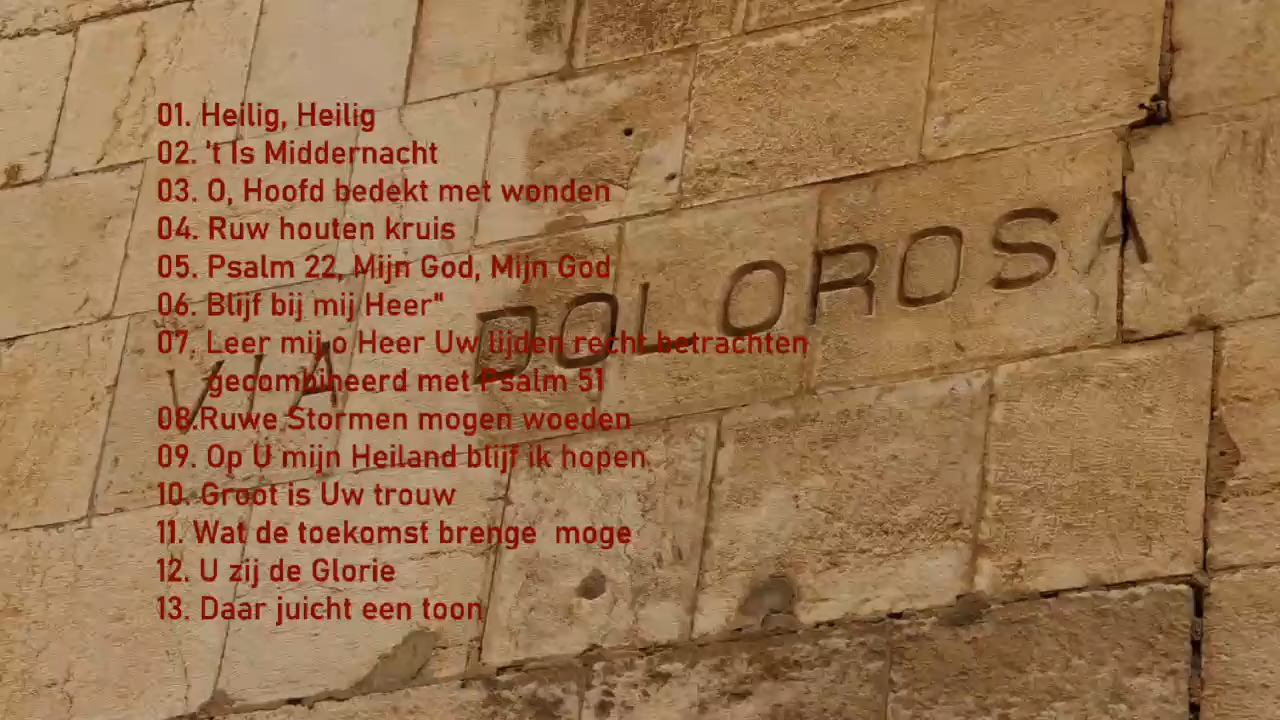 01. Heilig, Heilig
02. 't Is Middernacht
03. O, Hoofd bedekt met wonden
04. Ruw houten kruis
05. Psalm 22, Mijn God, Mijn God
06. Blijf bij mij Heer"
07. Leer mij o Heer Uw lijden recht betrachten
gecombineerd met Psalm 51
08.Ruwe Stormen mogen woeden
09. Op U mijn Heiland blijf ik hopen.
10. Groot is Uw trouw
11. Wat de toekomst brenge  moge
12. U zij de Glorie
13. Daar juicht een toon
VIA DOLOROSA